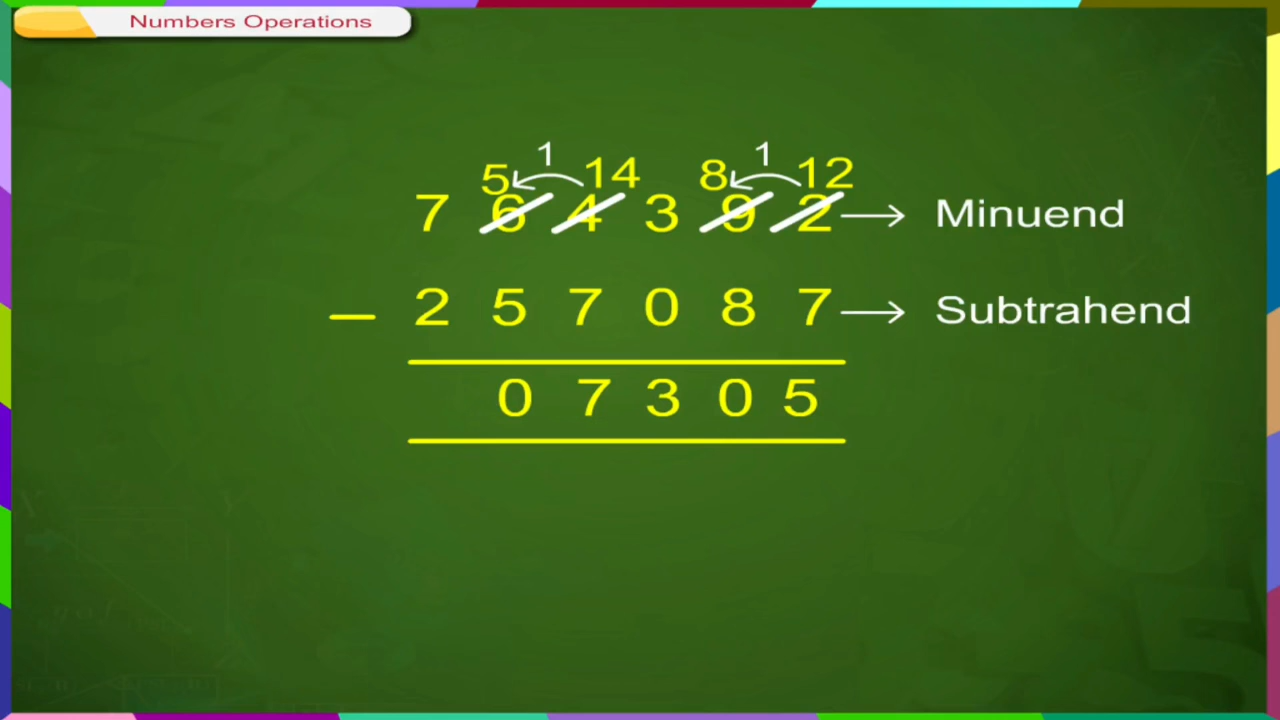 Numbers Operations
1 1
5 14 8 12
7 6 4 3 9 2 → Minuend
– 2 5 7 0 8 7 → Subtrahend
0 7 3 0 5